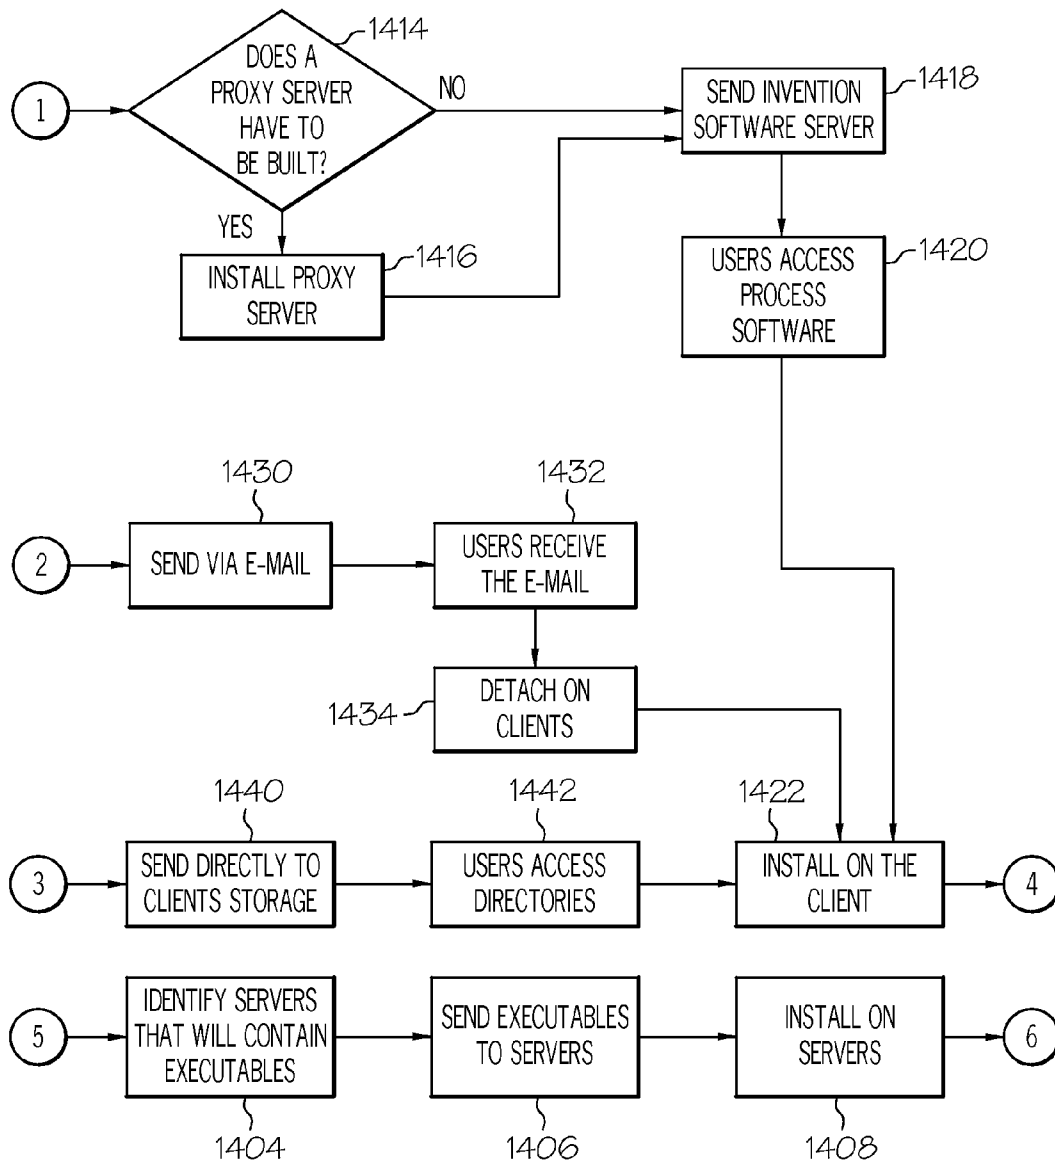 1414
DOES A
PROXY SERVER
HAVE TO
BE BUILT?
1
NO
YES
1418
SEND INVENTION
SOFTWARE SERVER
1416
INSTALL PROXY
SERVER
1420
USERS ACCESS
PROCESS
SOFTWARE
1430
1432
2
SEND VIA E-MAIL
USERS RECEIVE
THE E-MAIL
1434
DETACH ON
CLIENTS
1440
1442
1422
3
SEND DIRECTLY TO
CLIENTS STORAGE
USERS ACCESS
DIRECTORIES
INSTALL ON THE
CLIENT
4
5
IDENTIFY SERVERS
THAT WILL CONTAIN
EXECUTABLES
SEND EXECUTABLES
TO SERVERS
INSTALL ON
SERVERS
6
1404
1406
1408